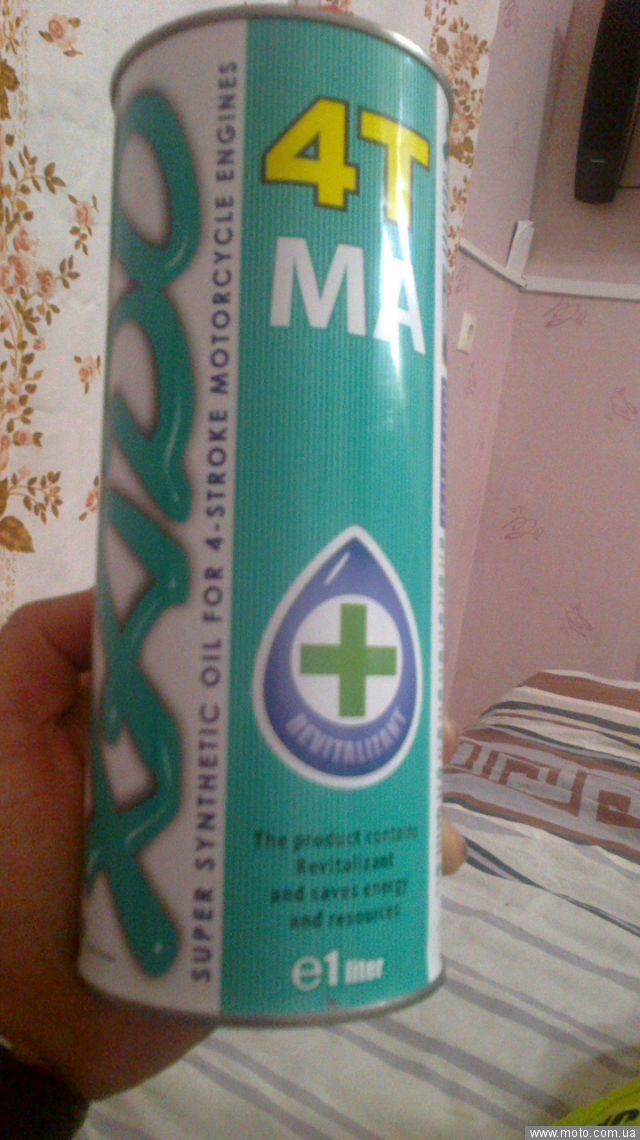 XADO
SUPER SYNTHETIC OIL FOR 4-STROKE MOTORCYCLE ENGINES
4T
MA
REVITALIZANT
The product contains
Revitalizant
and saves energy
and resources
e1 liter
www.moto.com.ua